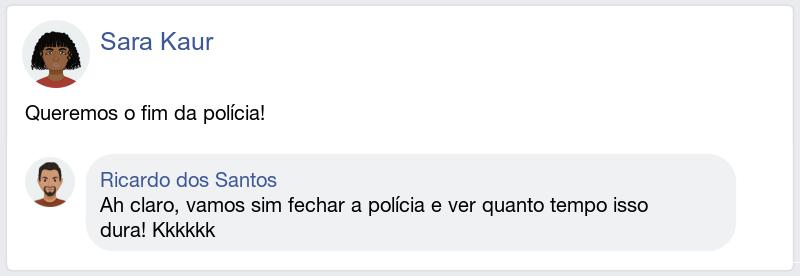 Sara Kaur
Queremos o fim da polícia!
Ricardo dos Santos
Ah claro, vamos sim fechar a polícia e ver quanto tempo isso
dura! Kkkkkk